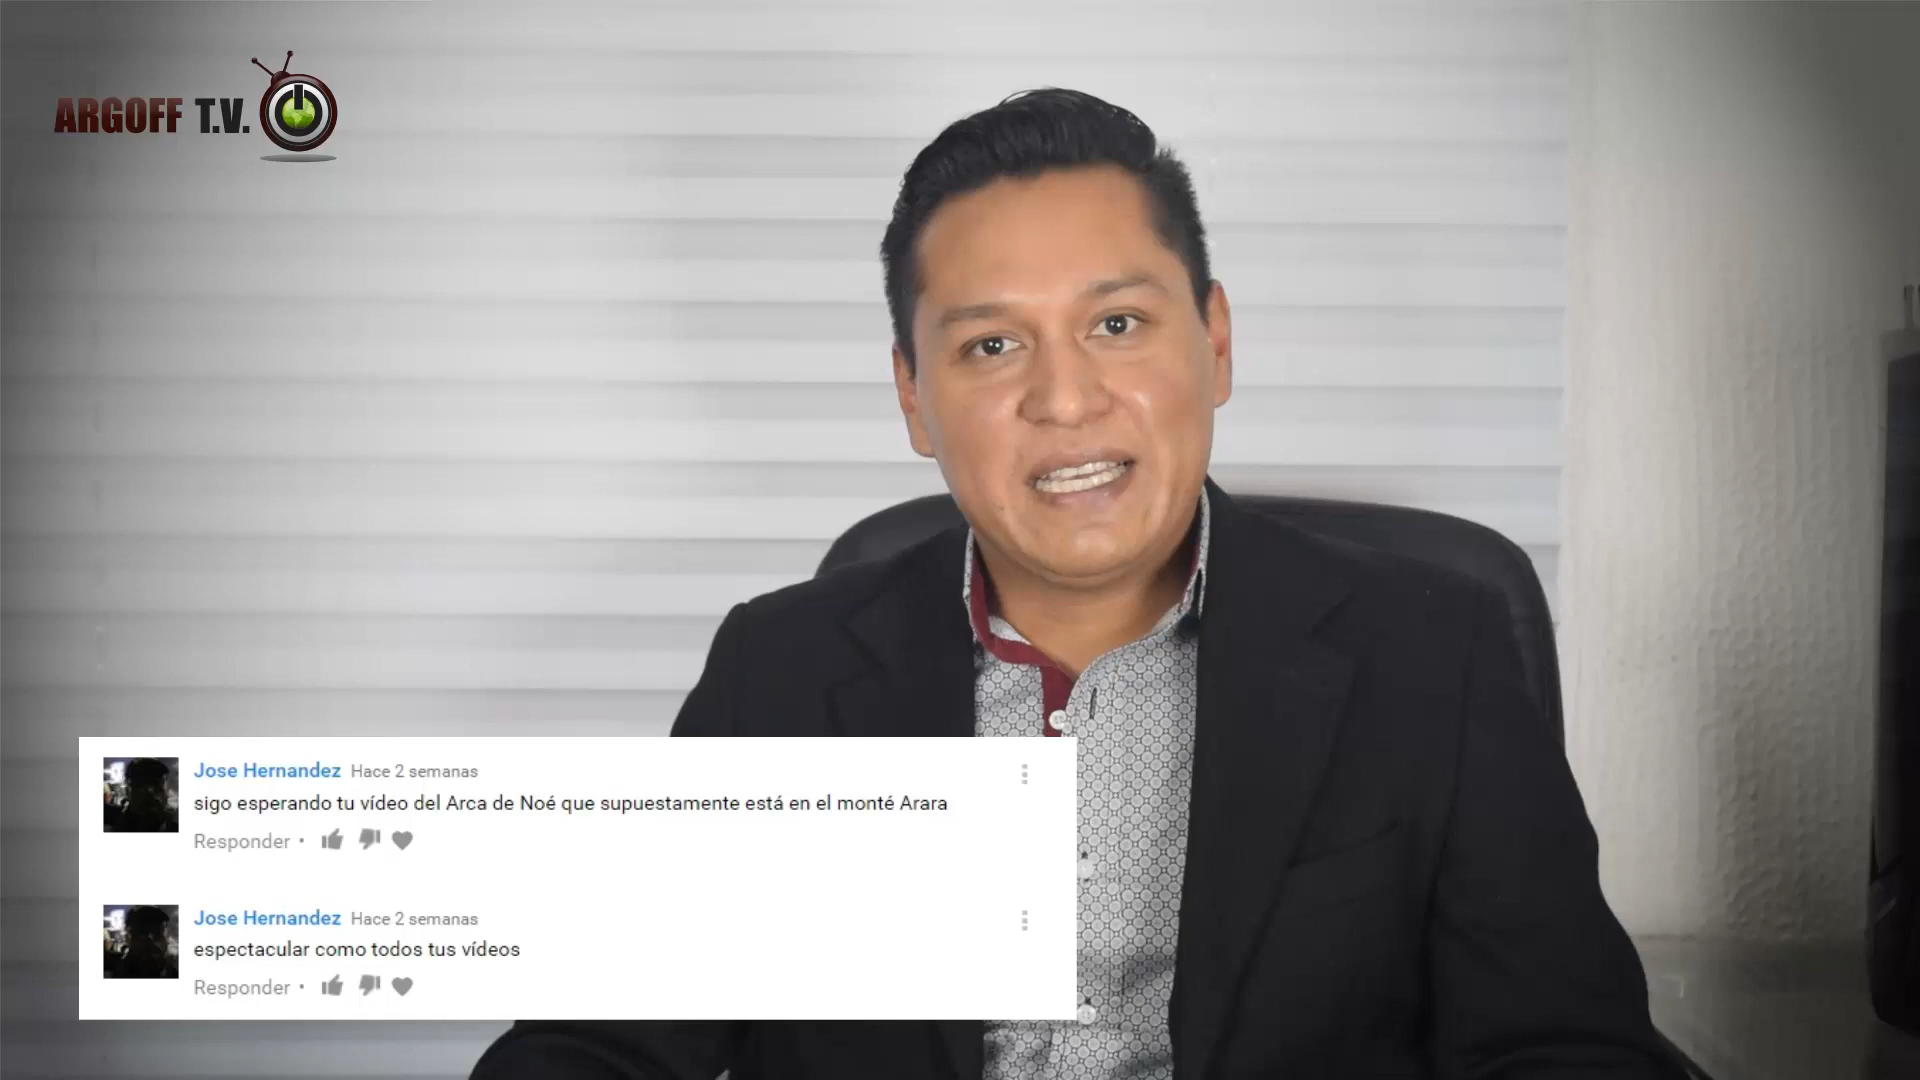 ARGOFF T.V.
Jose Hernandez Hace 2 semanas
sigo esperando tu vídeo del Arca de Noé que supuestamente está en el monté Arara
Responder •
Jose Hernandez Hace 2 semanas
espectacular como todos tus vídeos
Responder •